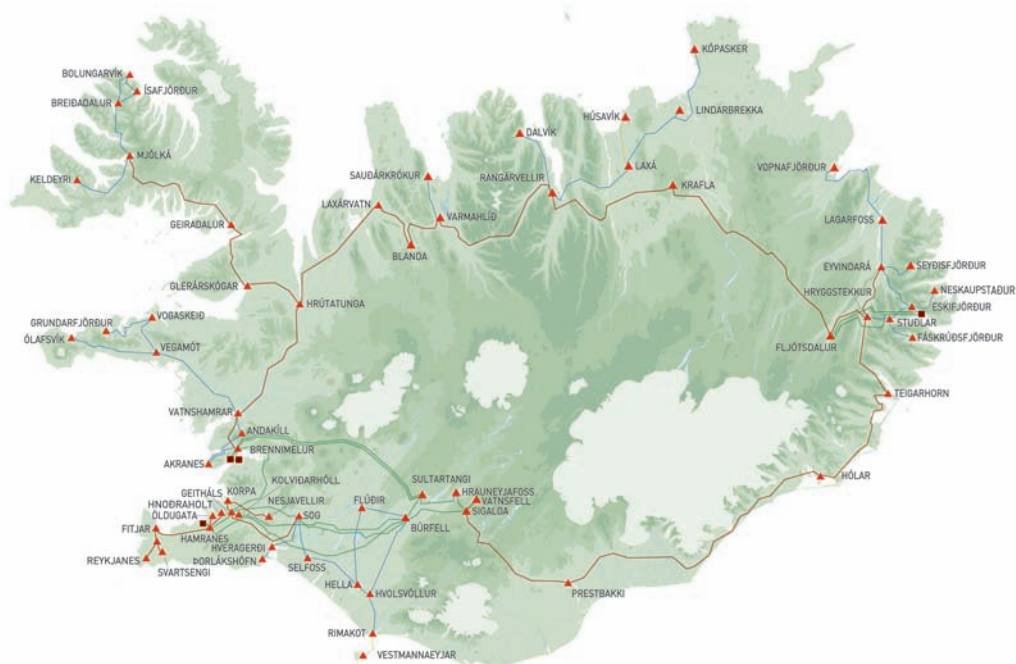 KÓPASKER
BOLUNGARVÍK
ÍSAFJÖRÐUR
BREIÐADALUR
LINDARBREKKA
HÚSAVÍK
DALVÍK
MJÓLKÁ
KELDEYRI
SAUÐÁRKRÓKUR
RANGÁRVELLIR
LAXÁ
VOPNAFJÖRÐUR
KRAFLA
LAXÁRVATN
VARMAHLÍÐ
LAGARFOSS
GEIRADALUR
BLANDA
EYVINDARÁ
SEYÐISFJÖRÐUR
HRYGGSTEKKUR
NESKAUPSTAÐUR
GLERÁRSKÓGAR
HRÚTATUNGA
ESKIFJÖRÐUR
VOGASKEIÐ
STUÐLAR
GRUNDARFJÖRÐUR
ÓLAFSVÍK
FÁSKRÚÐSFJÖRÐUR
FLJÓTSDALUR
VEGAMÓT
TEIGARHORN
VATNSHAMRAR
ANDAKÍLL
BRENNIMELUR
AKRANES
HÓLAR
KOLVIÐARHÓLL
SULTARTANGI
HRAUNEYJAFOSS
GEITHÁLS
KORPA
NESJAVELLIR
FLÚÐIR
VATNSFELL
HNOÐRAHOLT
SIGALDA
ÖLDUGATA
SOG
BÚRFELL
FITJAR
HAMRANES
HVERAGERÐI
REYKJANES
ÞORLÁKSHÖFN
SELFOSS
SVARTSENGI
HELLA
HVOLSVÖLLUR
PRESTBAKKI
RIMAKOT
VESTMANNAEYJAR